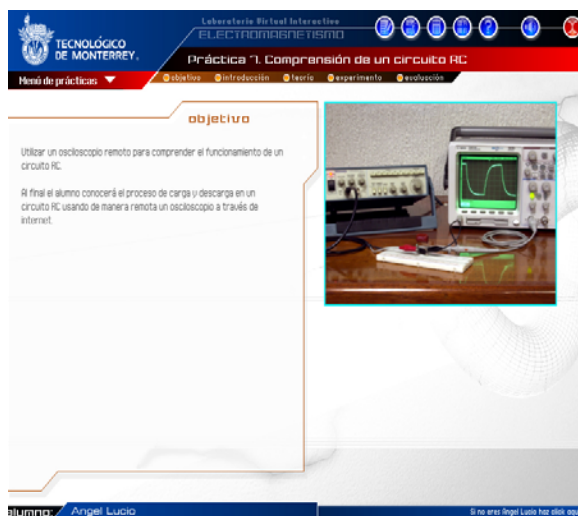 Laboratorio Virtual Interactivo
ELECTROMAGNETISMO
TECNOLÓGICO
DE MONTERREY.
Práctica 7. Comprensión de un circuito RC
Menú de prácticas
objetivo introducción teoría experimento evaluación
objetivo
Utilizar un osciloscopio remoto para comprender el funcionamiento de un
circuito RC.
Al final el alumno conocerá el proceso de carga y descarga en un
circuito RC usando de manera remota un osciloscopio a través de
internet.
alumno: Angel Lucio
Si no eres Angel Lucio haz click aqu